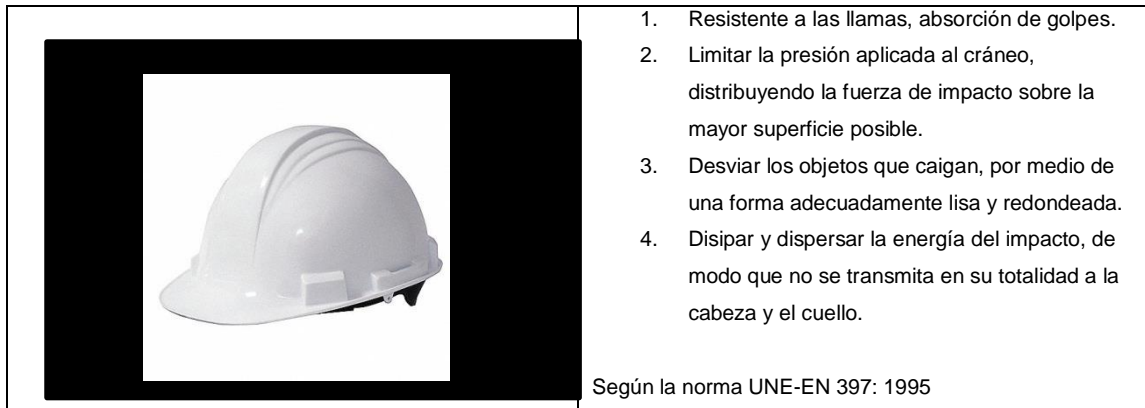 1. Resistente a las llamas, absorción de golpes.
2. Limitar la presión aplicada al cráneo,
distribuyendo la fuerza de impacto sobre la
mayor superficie posible.
3. Desviar los objetos que caigan, por medio de
una forma adecuadamente lisa y redondeada.
4. Disipar y dispersar la energía del impacto, de
modo que no se transmita en su totalidad a la
cabeza y el cuello.
Según la norma UNE-EN 397: 1995